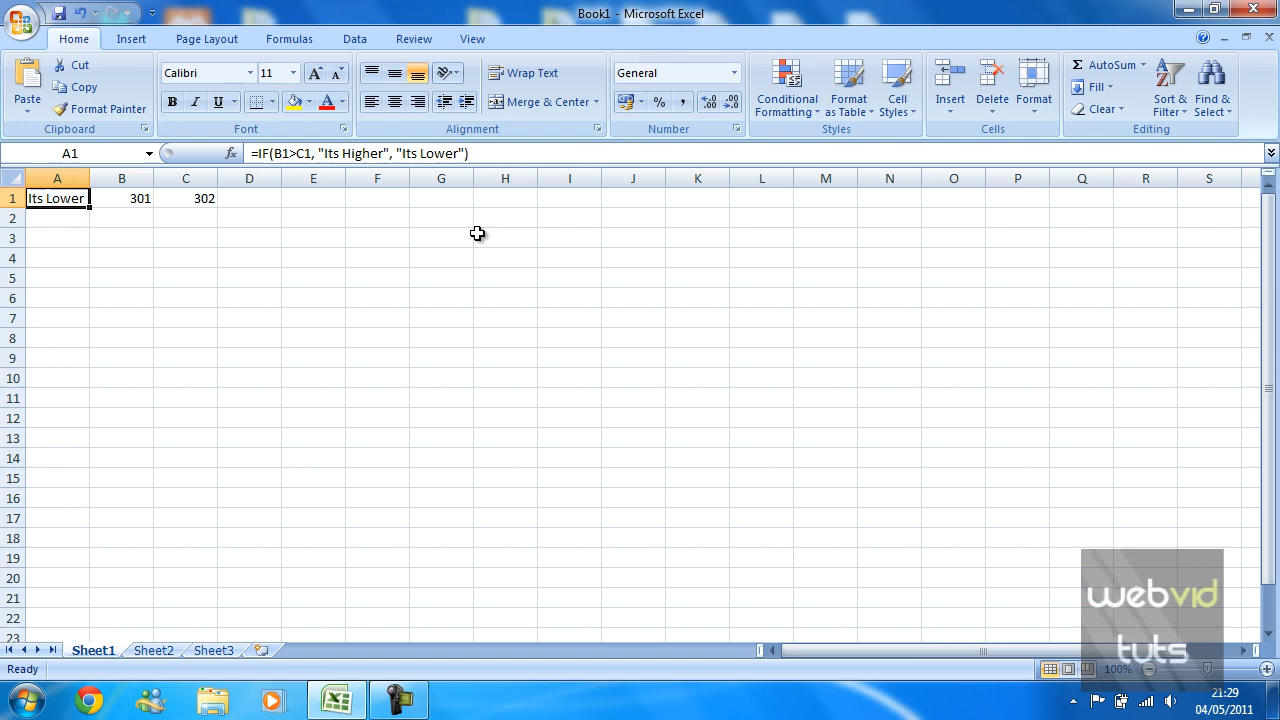 Book1 - Microsoft Excel
Home Insert Page Layout Formulas Data Review View
Paste
Cut
Copy
Format Painter
Calibri 11
B I U A
Wrap Text
Merge & Center
General
% ,
Conditional Formatting
Format as Table
Cell Styles
Insert
Delete
Format
Σ AutoSum
Fill
Clear
Sort & Filter
Find & Select
Clipboard Font Alignment Number Styles Cells Editing
A1 fx =IF(B1>C1, "Its Higher", "Its Lower")
A B C D E F G H I J K L M N O P Q R S
1 Its Lower 301 302
2
3
4
5
6
7
8
9
10
11
12
13
14
15
16
17
18
19
20
21
22
23
webvid
tuts
Sheet1 Sheet2 Sheet3
Ready 100%
21:29
04/05/2011